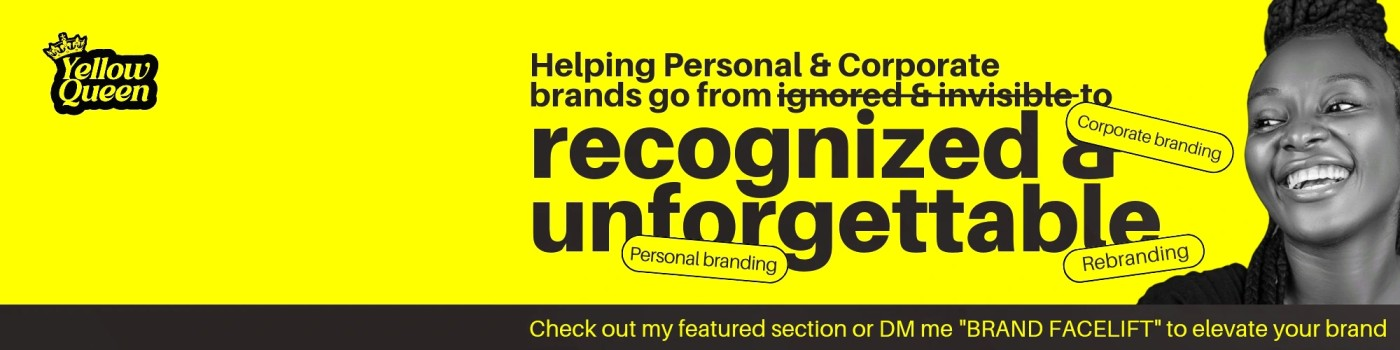 Yellow
Queen
Helping Personal & Corporate
brands go from ignored & invisible to
recognized &
unforgettable
Corporate branding
Personal branding
Rebranding
Check out my featured section or DM me "BRAND FACELIFT" to elevate your brand